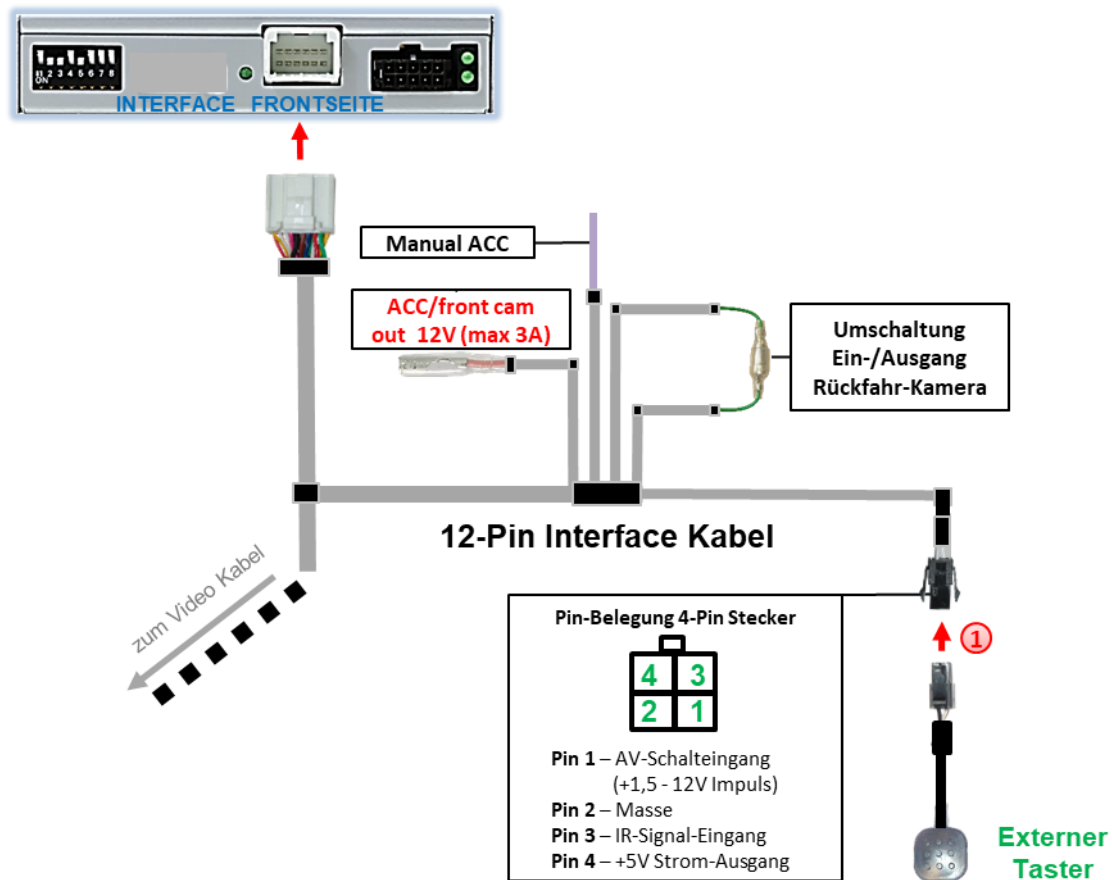 1 2 3 4 5 6 7 8
ON
INTERFACE FRONTSEITE
Manual ACC
ACC/front cam
out 12V (max 3A)
Umschaltung
Ein-/Ausgang
Rückfahr-Kamera
12-Pin Interface Kabel
zum Video Kabel
Pin-Belegung 4-Pin Stecker
4 3
2 1
Pin 1 – AV-Schalteingang
(+1,5 - 12V Impuls)
Pin 2 – Masse
Pin 3 – IR-Signal-Eingang
Pin 4 – +5V Strom-Ausgang
1
Externer
Taster